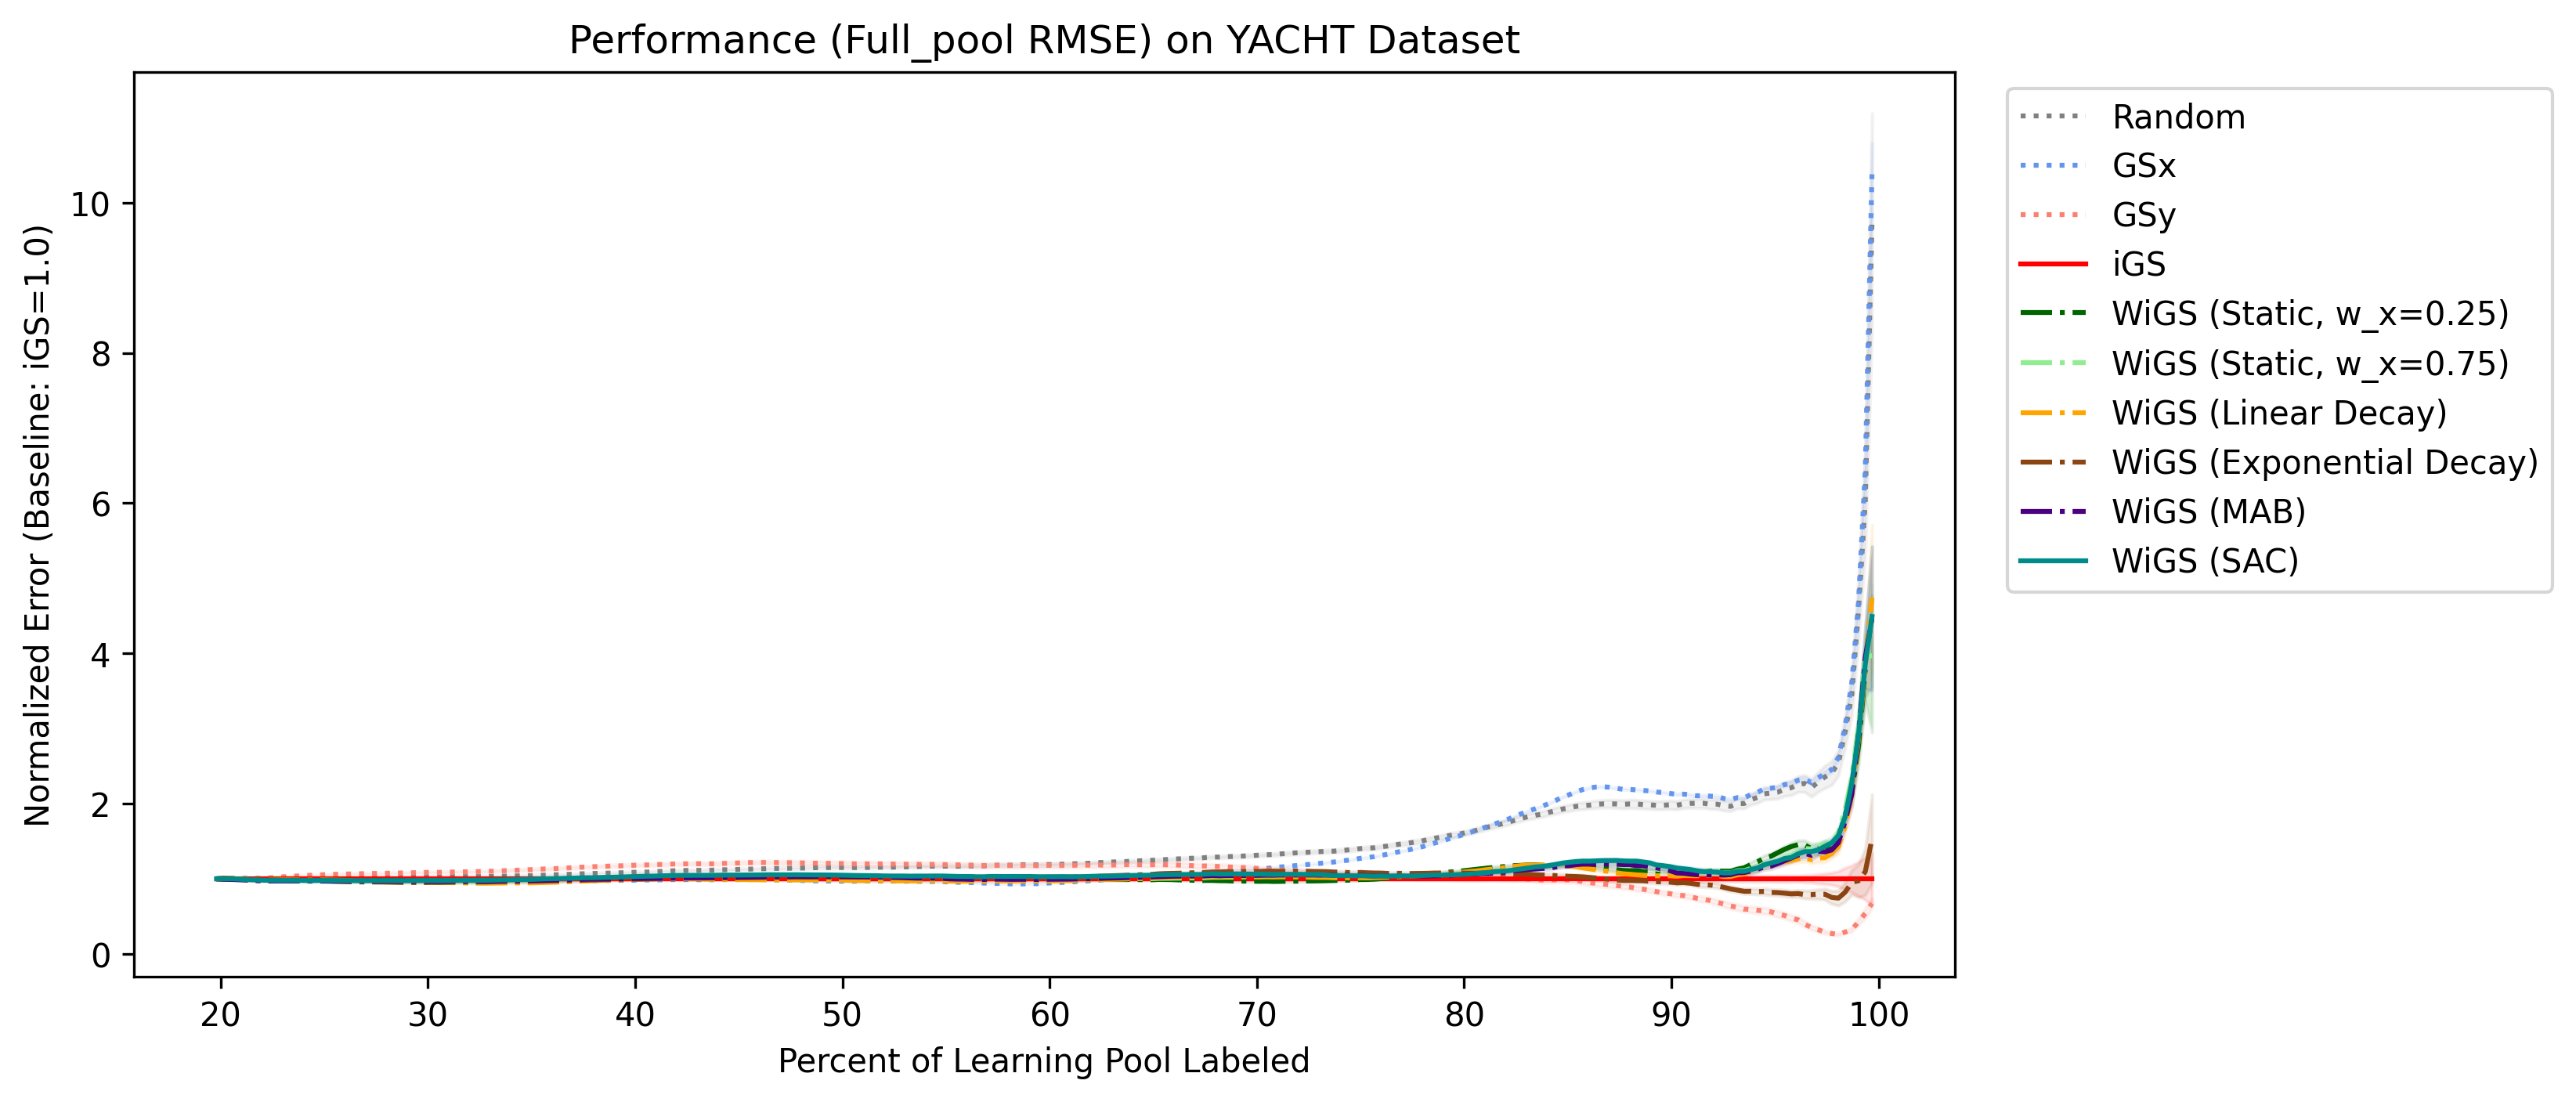 Performance (Full_pool RMSE) on YACHT Dataset
Normalized Error (Baseline: iGS=1.0)
10
8
6
4
2
0
20 30 40 50 60 70 80 90 100
Percent of Learning Pool Labeled
Random
GSx
GSy
iGS
WiGS (Static, w_x=0.25)
WiGS (Static, w_x=0.75)
WiGS (Linear Decay)
WiGS (Exponential Decay)
WiGS (MAB)
WiGS (SAC)